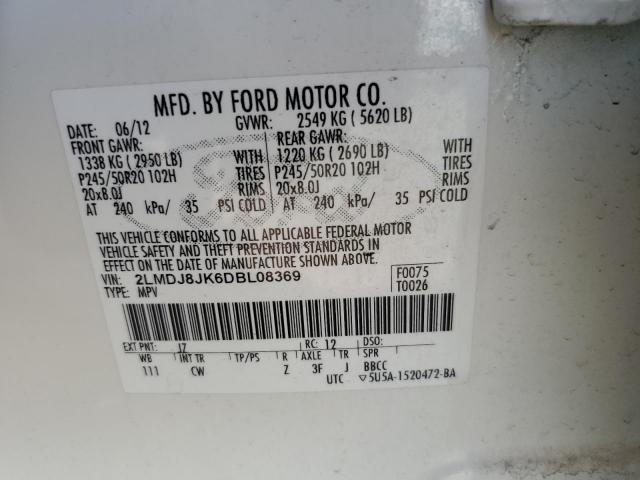 MFD. BY FORD MOTOR CO.
DATE: 06/12 GVWR: 2549 KG ( 5620 LB)
FRONT GAWR: REAR GAWR:
1338 KG ( 2950 LB) WITH 1220 KG ( 2690 LB) WITH
P245/50R20 102H TIRES P245/50R20 102H TIRES
20x8.0J RIMS 20x8.0J RIMS
AT 240 kPa/ 35 PSI COLD AT 240 kPa/ 35 PSI COLD
THIS VEHICLE CONFORMS TO ALL APPLICABLE FEDERAL MOTOR
VEHICLE SAFETY AND THEFT PREVENTION STANDARDS IN
EFFECT ON THE DATE OF MANUFACTURE SHOWN ABOVE.
VIN: 2LMDJ8JK6DBL08369 F0075
TYPE: MPV T0026
EXT PNT: IZ RC: 12 DSO:
WB INT TR TP/PS R AXLE TR SPR
111 CW Z 3F J BBCC
UTC ▽5U5A-1520472-BA
Ford